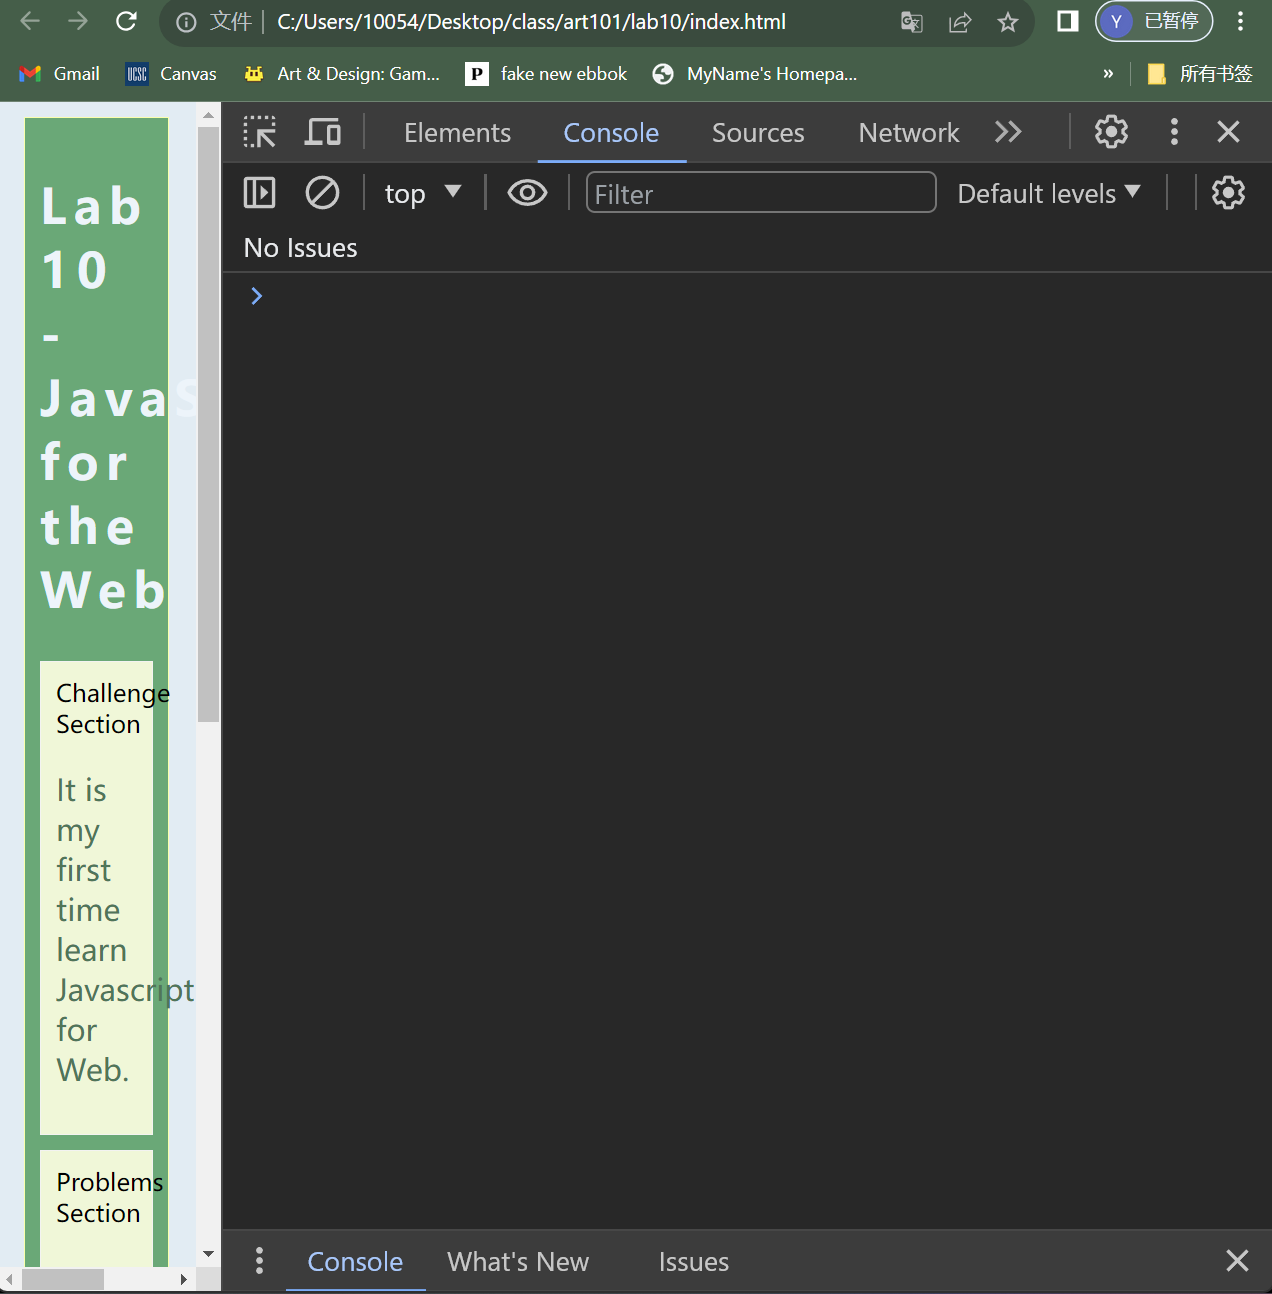 文件 C:/Users/10054/Desktop/class/art101/lab10/index.html Y 已暂停
Gmail UCSC Canvas Art & Design: Gam... P fake new ebbok MyName's Homepa... » 所有书签
Elements Console Sources Network
top Filter Default levels
No Issues
Lab
10
-
JavaS
for
the
Web
Challenge
Section
It is
my
first
time
learn
Javascript
for
Web.
Problems
Section
Console What's New Issues